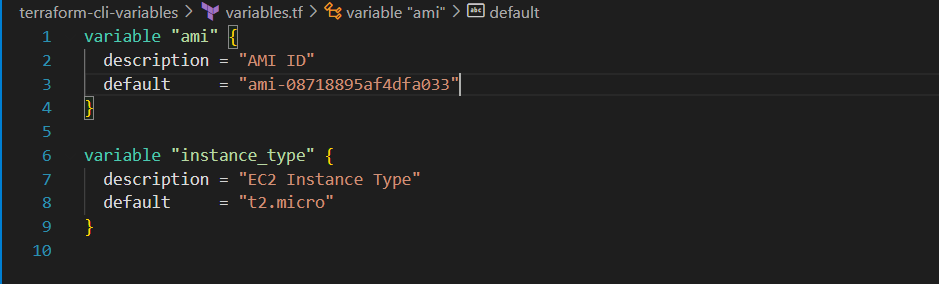 terraform-cli-variables > variables.tf > variable "ami" > abc default
1 variable "ami" {
2   description = "AMI ID"
3   default     = "ami-08718895af4dfa033"
4 }
5
6 variable "instance_type" {
7   description = "EC2 Instance Type"
8   default     = "t2.micro"
9 }
10